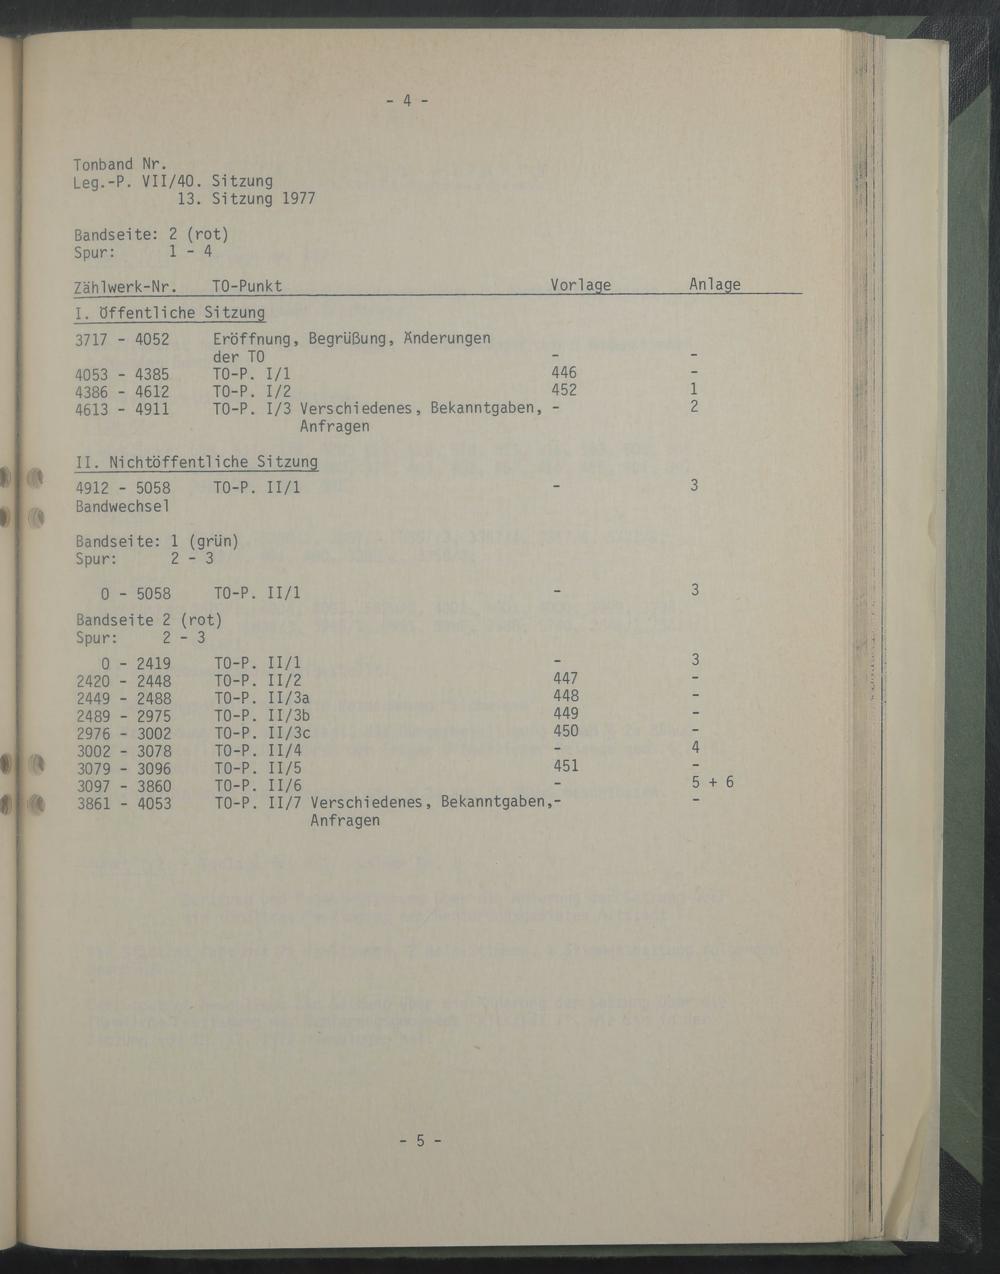 - 4 -
Tonband Nr.
Leg.-P. VII/40. Sitzung
13. Sitzung 1977
Bandseite: 2 (rot)
Spur: 1 - 4
Zählwerk-Nr. TO-Punkt Vorlage Anlage
I. Öffentliche Sitzung
3717 - 4052 Eröffnung, Begrüßung, Änderungen
der TO - -
4053 - 4385 TO-P. I/1 446 -
4386 - 4612 TO-P. I/2 452 1
4613 - 4911 TO-P. I/3 Verschiedenes, Bekanntgaben, - 2
Anfragen
II. Nichtöffentliche Sitzung
4912 - 5058 TO-P. II/1 - 3
Bandwechsel
Bandseite: 1 (grün)
Spur: 2 - 3
0 - 5058 TO-P. II/1 - 3
Bandseite 2 (rot)
Spur: 2 - 3
0 - 2419 TO-P. II/1 - 3
2420 - 2448 TO-P. II/2 447 -
2449 - 2488 TO-P. II/3a 448 -
2489 - 2975 TO-P. II/3b 449 -
2976 - 3002 TO-P. II/3c 450 -
3002 - 3078 TO-P. II/4 - 4
3079 - 3096 TO-P. II/5 451 -
3097 - 3860 TO-P. II/6 - 5 + 6
3861 - 4053 TO-P. II/7 Verschiedenes, Bekanntgaben,- -
Anfragen
- 5 -